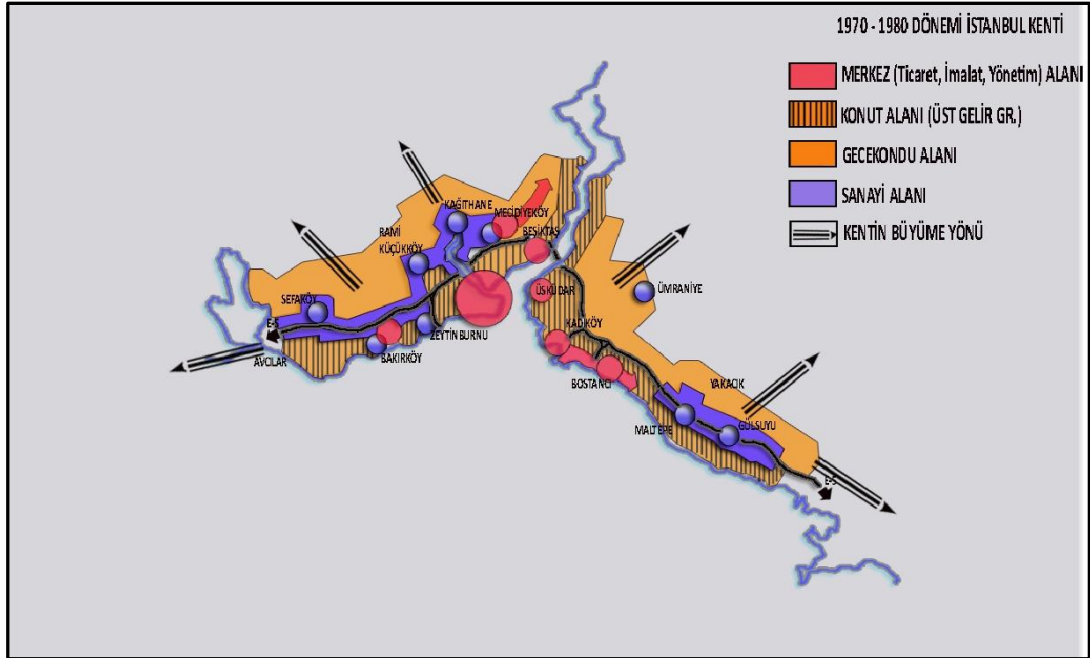 1970 - 1980 DÖNEMİ İSTANBUL KENTİ
MERKEZ (Ticaret, İmalat, Yönetim) ALANI
KONUT ALANI (ÜST GELİR GR.)
GECEKONDU ALANI
SANAYİ ALANI
KENTİN BÜYÜME YÖNÜ
KAĞITHANE
MECİDİYEKÖY
RAMİ
BEŞİKTAŞ
KÜÇÜKKÖY
ÜSKÜDAR
ÜMRANİYE
SEFAKÖY
E-5
ZEYTİNBURNU
KADIKÖY
AVCILAR
BAKIRKÖY
BOSTANCI
YAKACIK
MALTEPE
GÜLSUYU
E-5